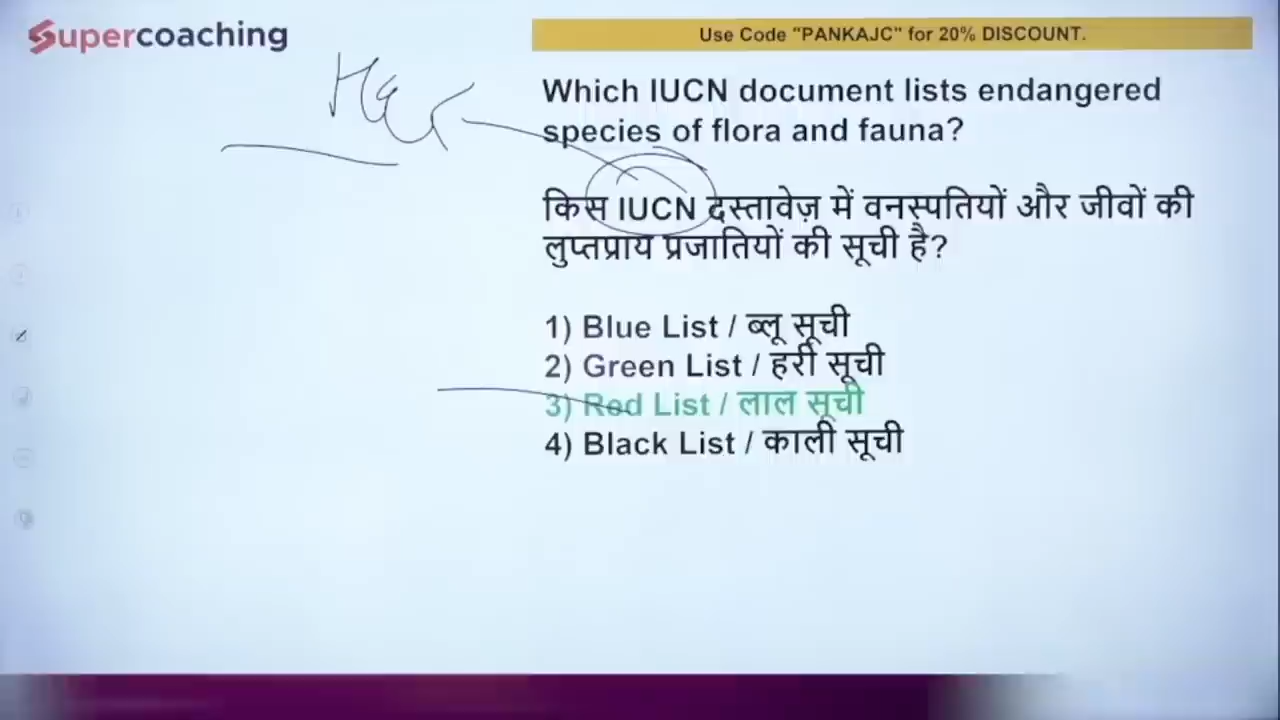 Supercoaching
Use Code "PANKAJC" for 20% DISCOUNT.
Which IUCN document lists endangered
species of flora and fauna?
किस IUCN दस्तावेज़ में वनस्पतियों और जीवों की
लुप्तप्राय प्रजातियों की सूची है?
1) Blue List / ब्लू सूची
2) Green List / हरी सूची
3) Red List / लाल सूची
4) Black List / काली सूची